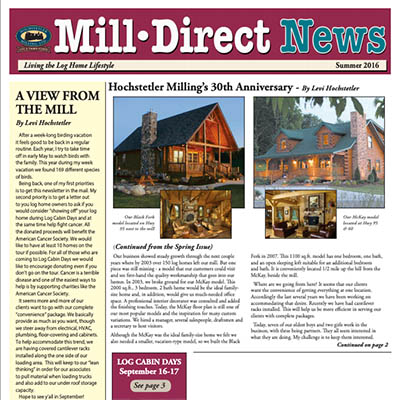 Mill•Direct News
Living the Log Home Lifestyle
Summer 2016
A VIEW FROM
THE MILL
By Levi Hochstetler
After a week-long birding vacation
it feels good to be back in a regular
routine. Each year, I try to take time
off in early May to watch birds with
the family. This year during my week
vacation we found 169 different species
of birds.
Being back, one of my first priorities
is to get this newsletter in the mail. My
second priority is to get a letter out
to you log home owners to ask if you
would consider "showing off" your log
home during Log Cabin Days and at
the same time help fight cancer. All
the donated proceeds will benefit the
American Cancer Society. We would
like to have at least 10 homes on the
tour if possible. For all of those who are
coming to Log Cabin Days we would
like to encourage donating even if you
don't go on the tour. Cancer is a terrible
disease and one of the easiest ways to
help is by supporting charities like the
American Cancer Society.
It seems more and more of our
clients want to go with our complete
"convenience" package. We basically
provide as much as you want, though
we steer away from electrical, HVAC,
plumbing, floor-covering and cabinets.
To help accommodate this trend, we
are having covered cantilever racks
installed along the one side of our
loading area. This will keep to our "lean
thinking" in order for our associates
to pull material when loading trucks
and also add to our under roof storage
capacity.
Hope to see y'all in September!
Hochstetler Milling's 30th Anniversary - By Levi Hochstetler
Our Black Fork
model located on Hwy
95 next to the mill
Our McKay model
located at Hwy 95
& 60
(Continued from the Spring Issue)
Our business showed steady growth through the next couple
years where by 2003 over 150 log homes left our mill. But one
piece was still missing - a model that our customers could visit
and see first-hand the quality workmanship that goes into our
homes. In 2003, we broke ground for our McKay model. This
2000 sq.ft., 3 bedroom, 2 bath home would be the ideal family-
size home and, in addition, would give us much-needed office
space. A professional interior decorator was consulted and added
the finishing touches. Today, the McKay floor plan is still one of
our most popular models and the inspiration for many custom
variations. We hired a manager, several salespeople, draftsmen and
a secretary to host visitors.
Although the McKay was the ideal family-size home we felt we
also needed a smaller, vacation-type model, so we built the Black
Fork in 2007. This 1100 sq.ft. model has one bedroom, one bath,
and an open sleeping loft suitable for an additional bedroom
and bath. It is conveniently located 1/2 mile up the hill from the
McKay, beside the mill.
Where are we going from here? It seems that our clients
want the convenience of getting everything at one location.
Accordingly the last several years we have been working on
accommodating that desire. Recently we have had cantilever
racks installed. This will help us be more efficient in serving our
clients with complete packages.
Today, seven of our eldest boys and two girls work in the
business, with these being partners. They all seem interested in
what they are doing. My challenge is to keep them interested.
Continued on page 2
LOG CABIN DAYS
September 16-17
See page 3